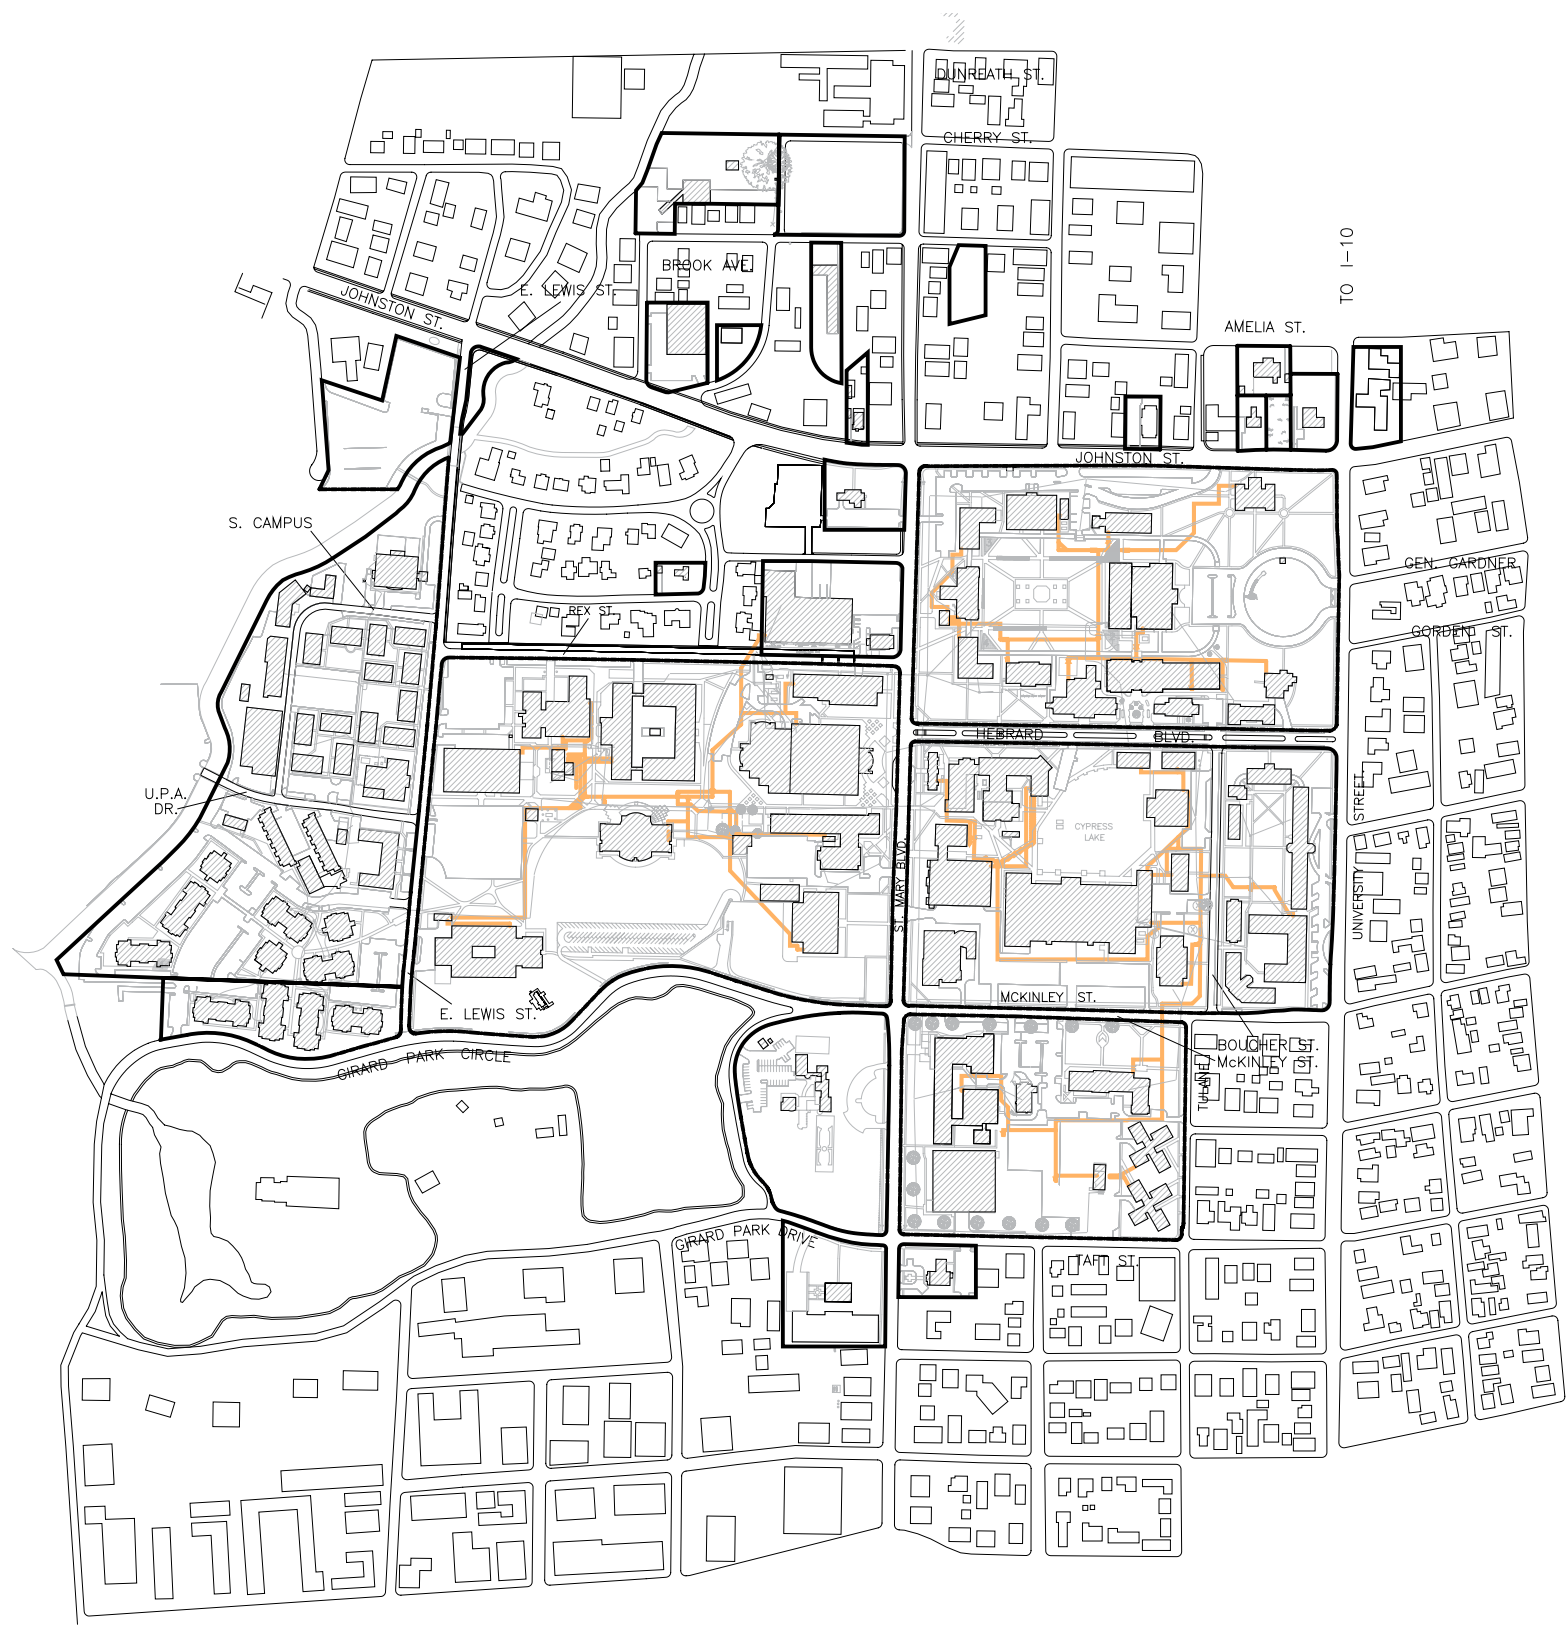 DUNREATH ST.
CHERRY ST.
TO I-10
BROOK AVE.
E. LEWIS ST.
JOHNSTON ST.
AMELIA ST.
JOHNSTON ST.
S. CAMPUS
GEN. GARDNER
REX ST.
GORDEN ST.
HEBRARD BLVD.
U.P.A.
DR.
STREET
UNIVERSITY
CYPRESS
LAKE
ST. MARY BLVD.
MCKINLEY ST.
E. LEWIS ST.
BOUCHER ST.
McKINLEY ST.
GIRARD PARK CIRCLE
TULANE
GIRARD PARK DRIVE
TAFT ST.